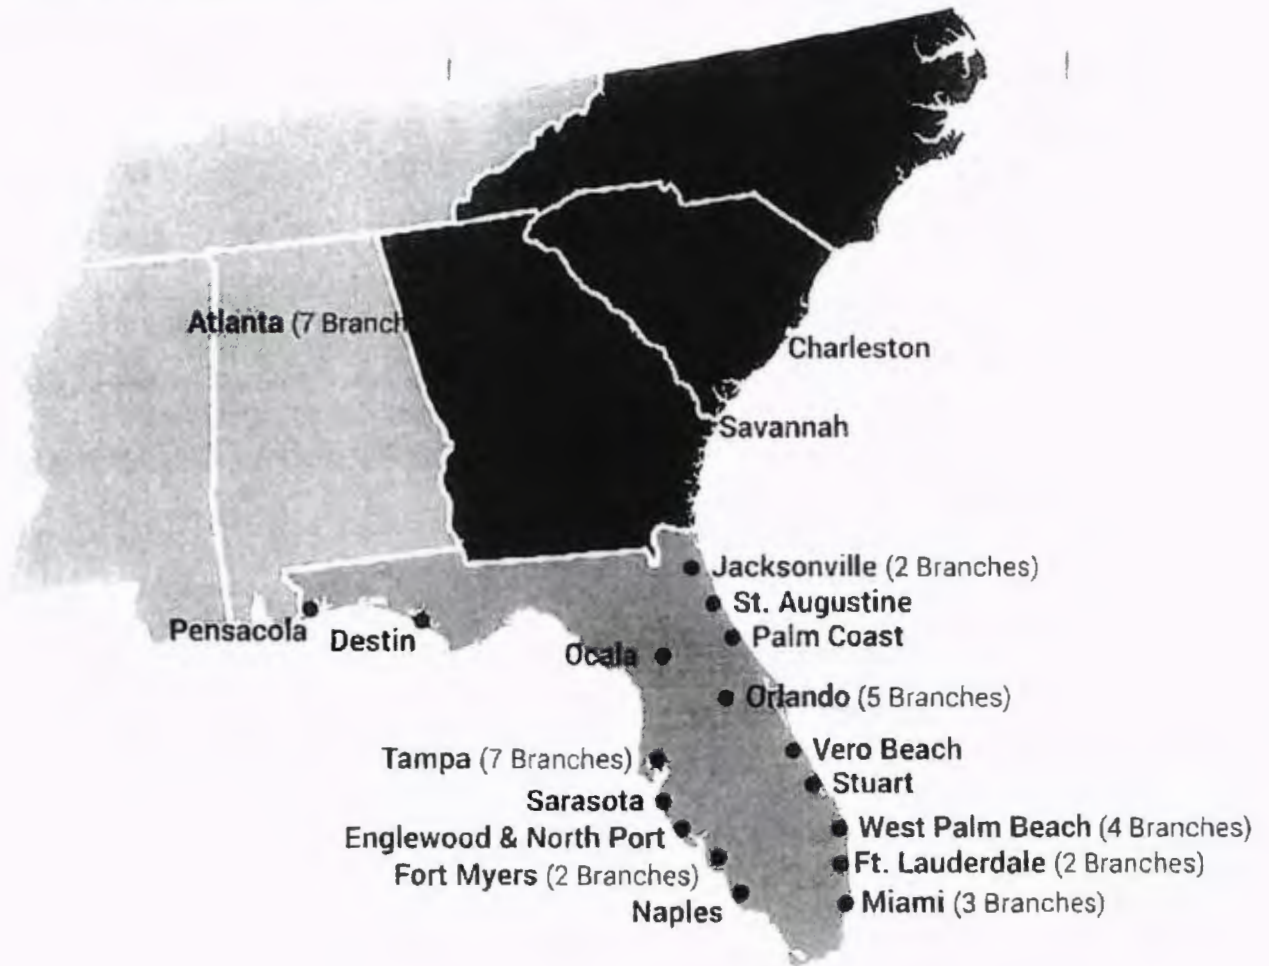 Atlanta (7 Branch
Charleston
Savannah
Jacksonville (2 Branches)
St. Augustine
Pensacola
Destin
Palm Coast
Ocala
Orlando (5 Branches)
Tampa (7 Branches)
Vero Beach
Sarasota
Stuart
Englewood & North Port
West Palm Beach (4 Branches)
Fort Myers (2 Branches)
Ft. Lauderdale (2 Branches)
Naples
Miami (3 Branches)